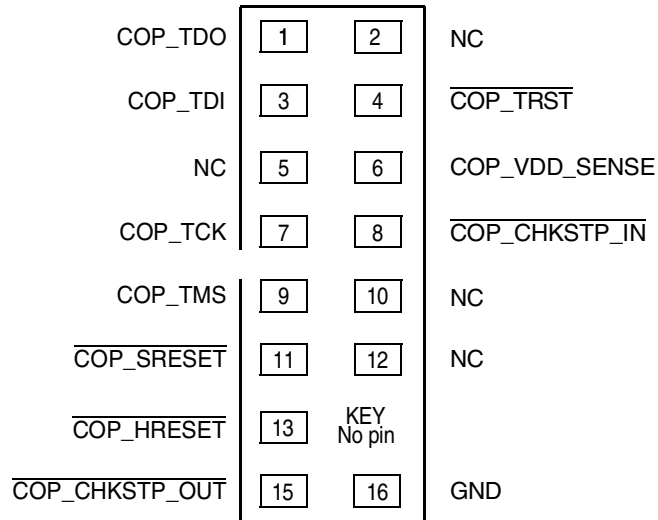 COP_TDO 1 2 NC
COP_TDI 3 4 COP_TRST
NC 5 6 COP_VDD_SENSE
COP_TCK 7 8 COP_CHKSTP_IN
COP_TMS 9 10 NC
COP_SRESET 11 12 NC
COP_HRESET 13 KEY
No pin
COP_CHKSTP_OUT 15 16 GND